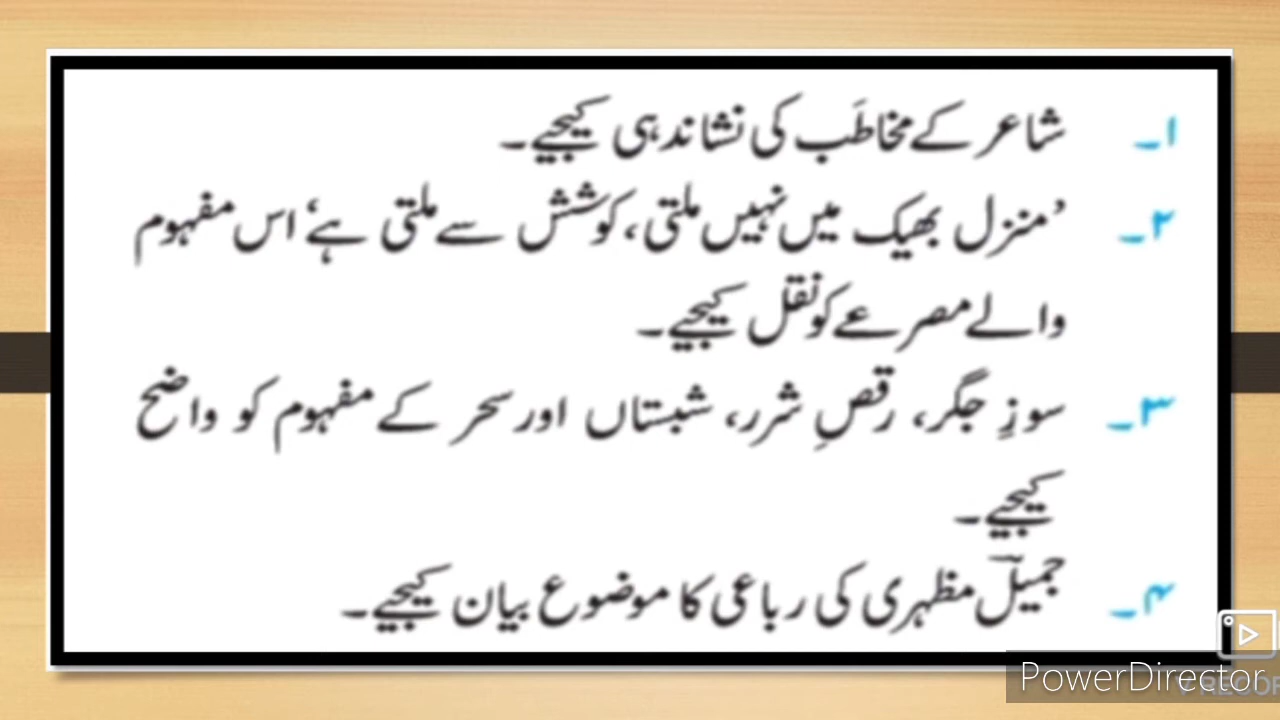 ۱۔ شاعر کے مخاطَب کی نشاندہی کیجیے۔
۲۔ ’منزل بھیک میں نہیں ملتی، کوشش سے ملتی ہے‘ اس مفہوم
والے مصرعے کو نقل کیجیے۔
۳۔ سوزِ جگر، رقصِ شرر، شبستاں اور سحر کے مفہوم کو واضح
کیجیے۔
۴۔ جمیلؔ مظہری کی رباعی کا موضوع بیان کیجیے۔
PowerDirector